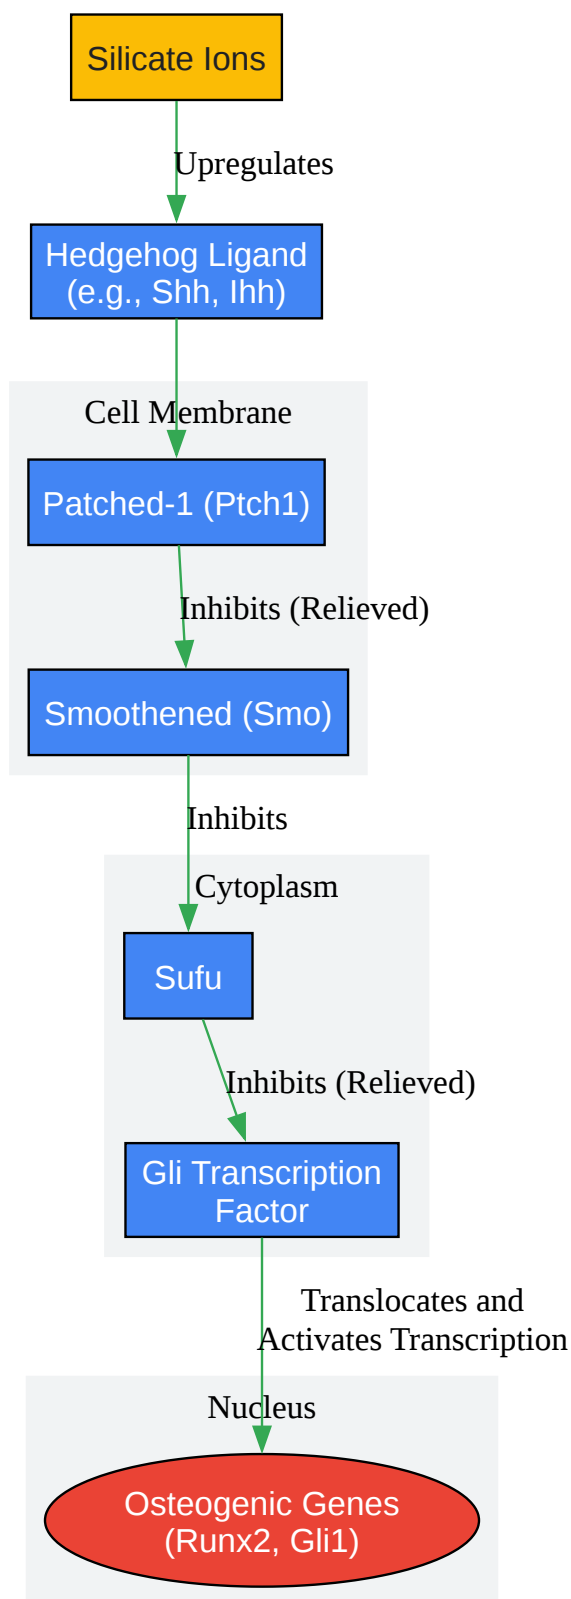 Silicate Ions
Upregulates
Hedgehog Ligand
(e.g., Shh, Ihh)
Cell Membrane
Patched-1 (Ptch1)
Inhibits (Relieved)
Smoothened (Smo)
Inhibits
Cytoplasm
Sufu
Inhibits (Relieved)
Gli Transcription
Factor
Translocates and
Activates Transcription
Nucleus
Osteogenic Genes
(Runx2, Gli1)